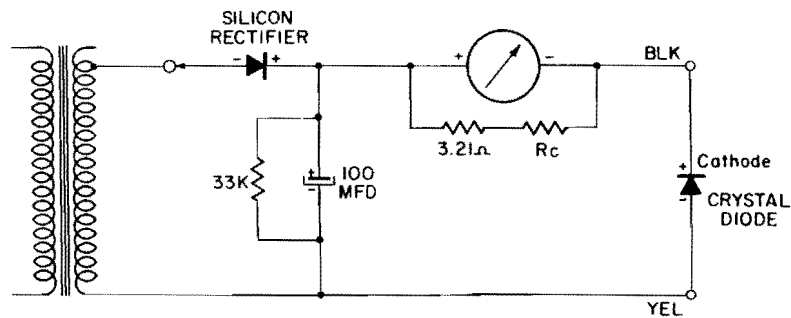 SILICON
RECTIFIER
- +
+ -
BLK
3.21Ω Rc
33K
+
-
100
MFD
+
-
Cathode
CRYSTAL
DIODE
YEL